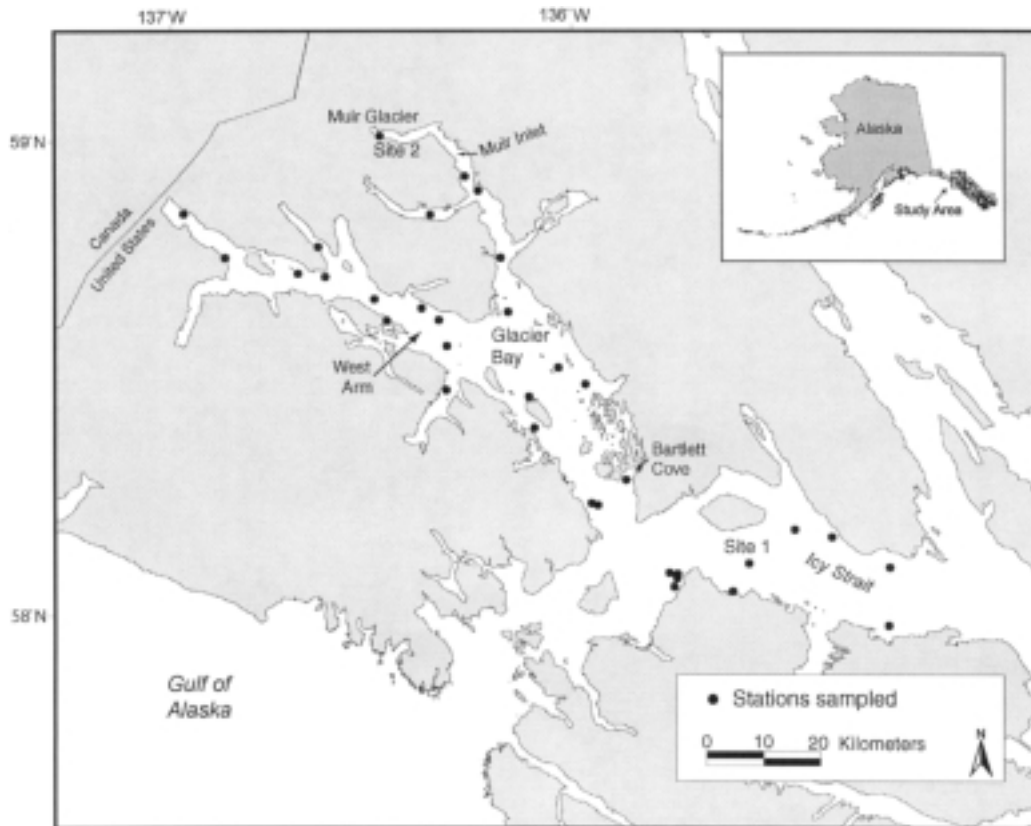 137°W
136°W
59°N
58°N
Muir Glacier
Site 2
Muir Inlet
Canada
United States
Alaska
Study Area
Glacier
Bay
West
Arm
Bartlett
Cove
Site 1
Icy Strait
Gulf of
Alaska
Stations sampled
0 10 20 Kilometers
N